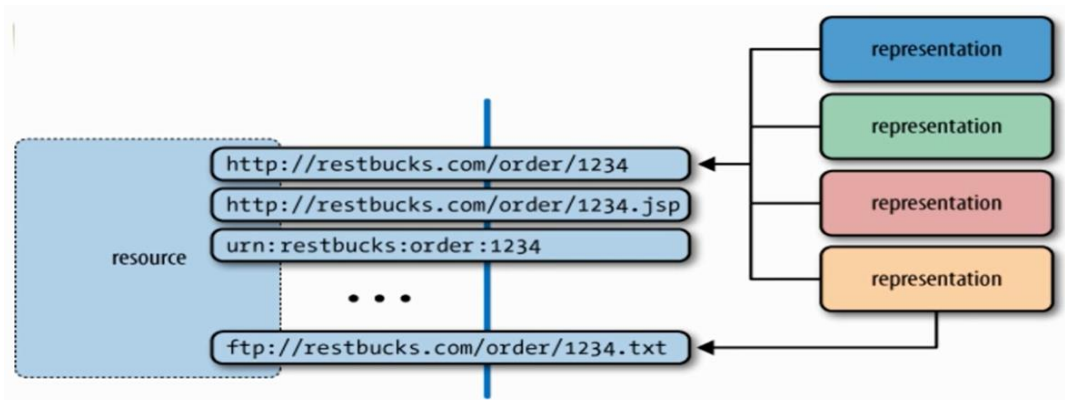 representation
representation
http://restbucks.com/order/1234
http://restbucks.com/order/1234.jsp
representation
urn:restbucks:order:1234
resource
representation
• • •
ftp://restbucks.com/order/1234.txt